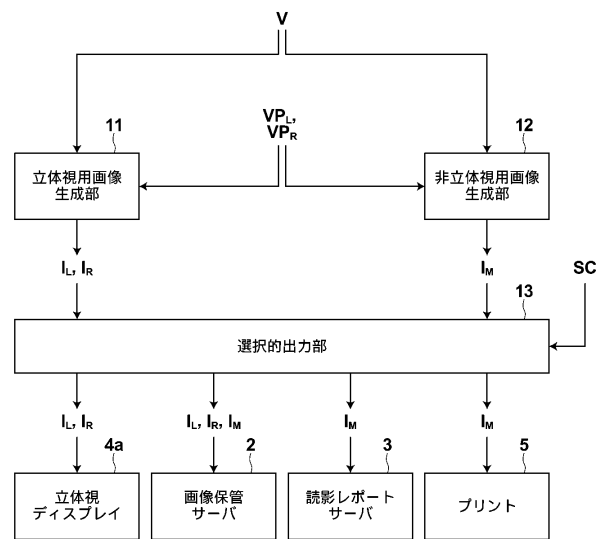 V
VPL,
VPR
11
12
立体視用画像
生成部
非立体視用画像
生成部
IL, IR
IM
SC
13
選択的出力部
IL, IR
IL, IR, IM
IM
IM
4a
2
3
5
立体視
ディスプレイ
画像保管
サーバ
読影レポート
サーバ
プリント